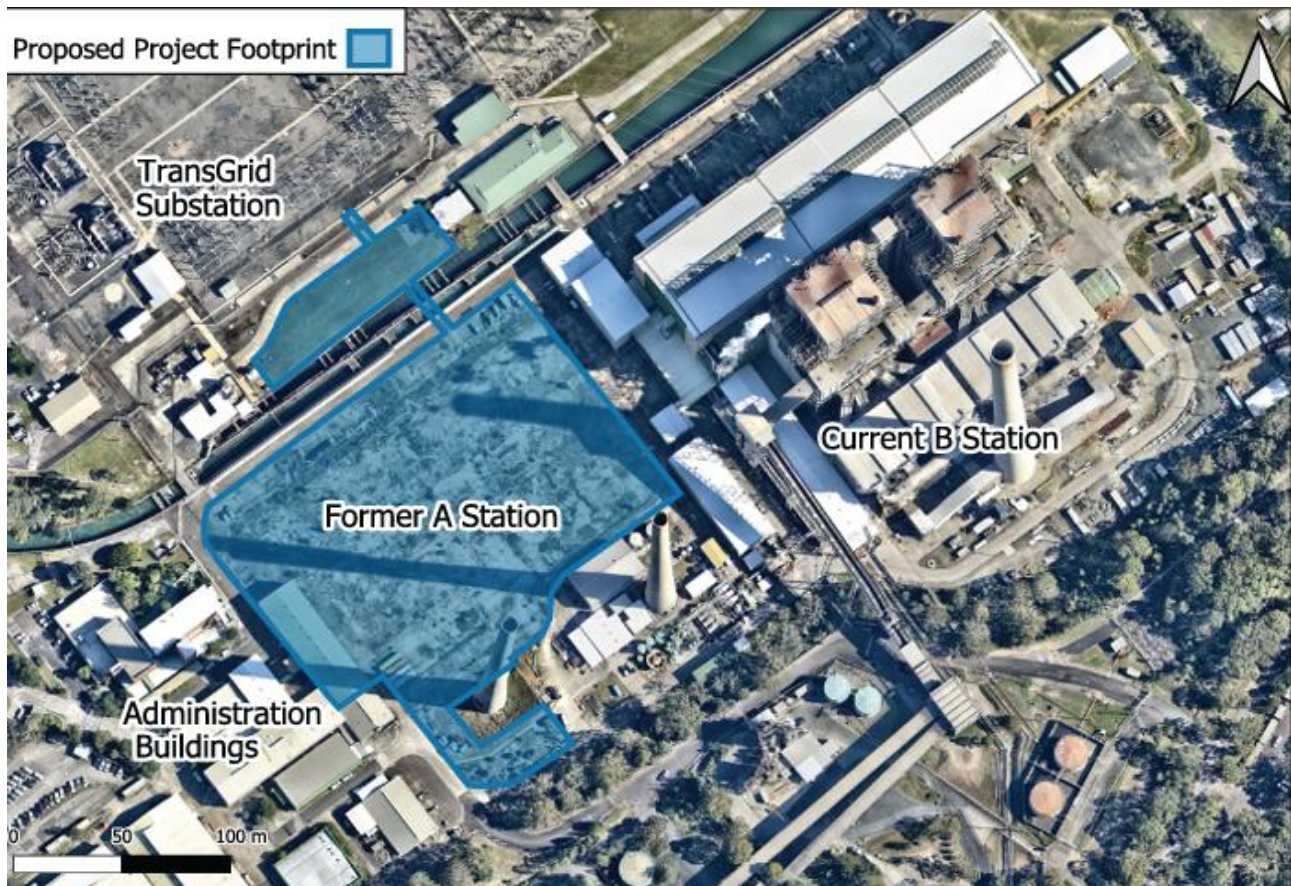 Proposed Project Footprint
TransGrid
Substation
Current B Station
Former A Station
Administration
Buildings
0 50 100 m